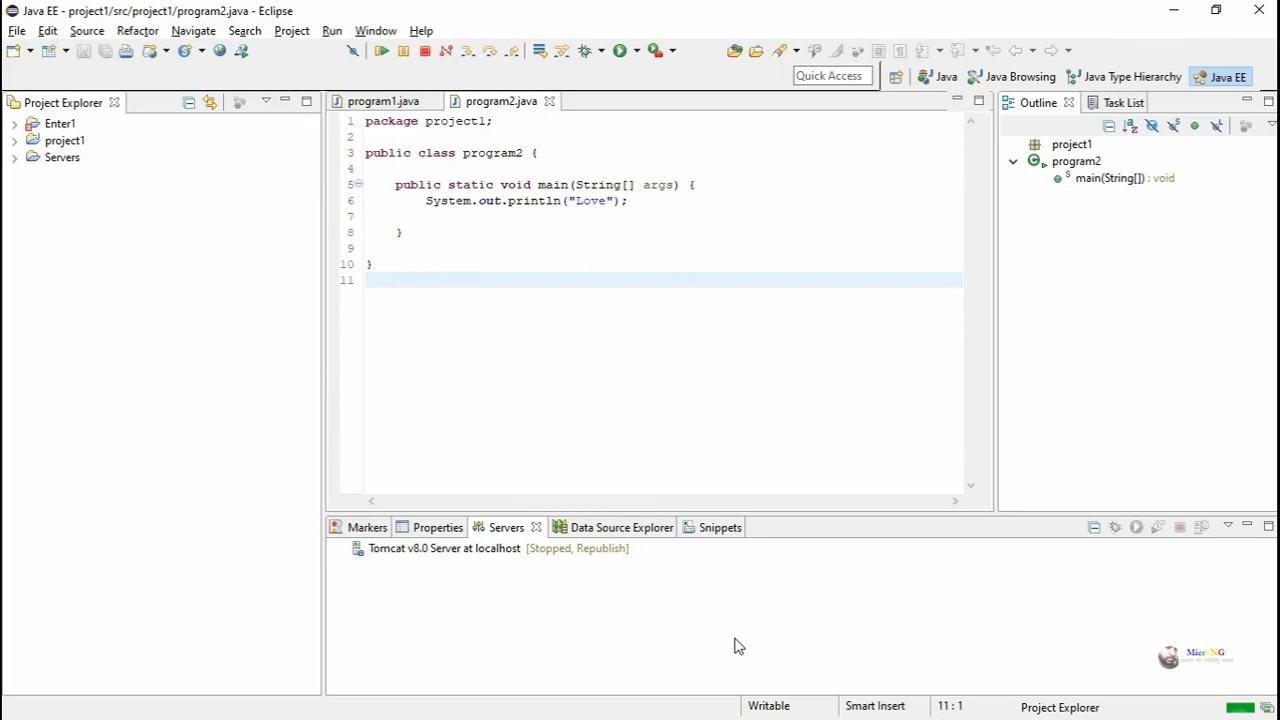 Java EE - project1/src/project1/program2.java - Eclipse
File Edit Source Refactor Navigate Search Project Run Window Help
Quick Access Java Java Browsing Java Type Hierarchy Java EE
Project Explorer
Enter1
project1
Servers
program1.java program2.java
1 package project1;
2
3 public class program2 {
4
5 public static void main(String[] args) {
6 System.out.println("Love");
7
8 }
9
10 }
11
Outline Task List
project1
program2
main(String[]) : void
Markers Properties Servers Data Source Explorer Snippets
Tomcat v8.0 Server at localhost [Stopped, Republish]
MicroNG
Writable Smart Insert 11 : 1 Project Explorer